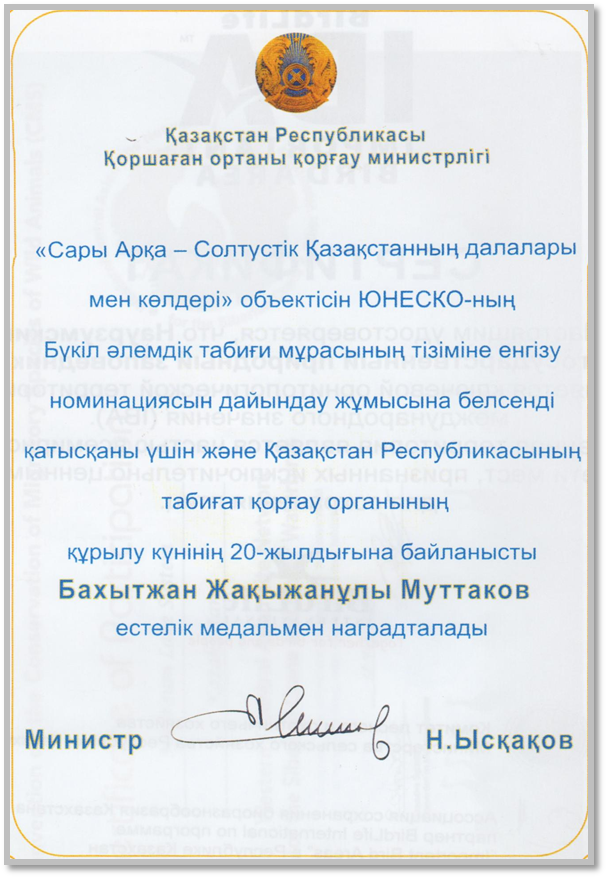 Қазақстан Республикасы
Қоршаған ортаны қорғау министрлігі
«Сары Арқа – Солтустік Қазақстанның далалары
мен көлдері» объектісін ЮНЕСКО-ның
Бүкіл әлемдік табиғи мұрасының тізіміне енгізу
номинациясын дайындау жұмысына белсенді
қатысқаны үшін және Қазақстан Республикасының
табиғат қорғау органының
құрылу күнінің 20-жылдығына байланысты
Бахытжан Жақыжанұлы Муттаков
естелік медальмен наградталады
Министр Н.Ысқақов